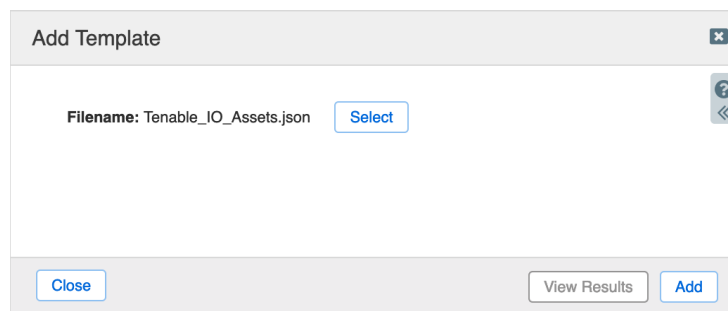 Add Template
Filename: Tenable_IO_Assets.json Select
Close View Results Add